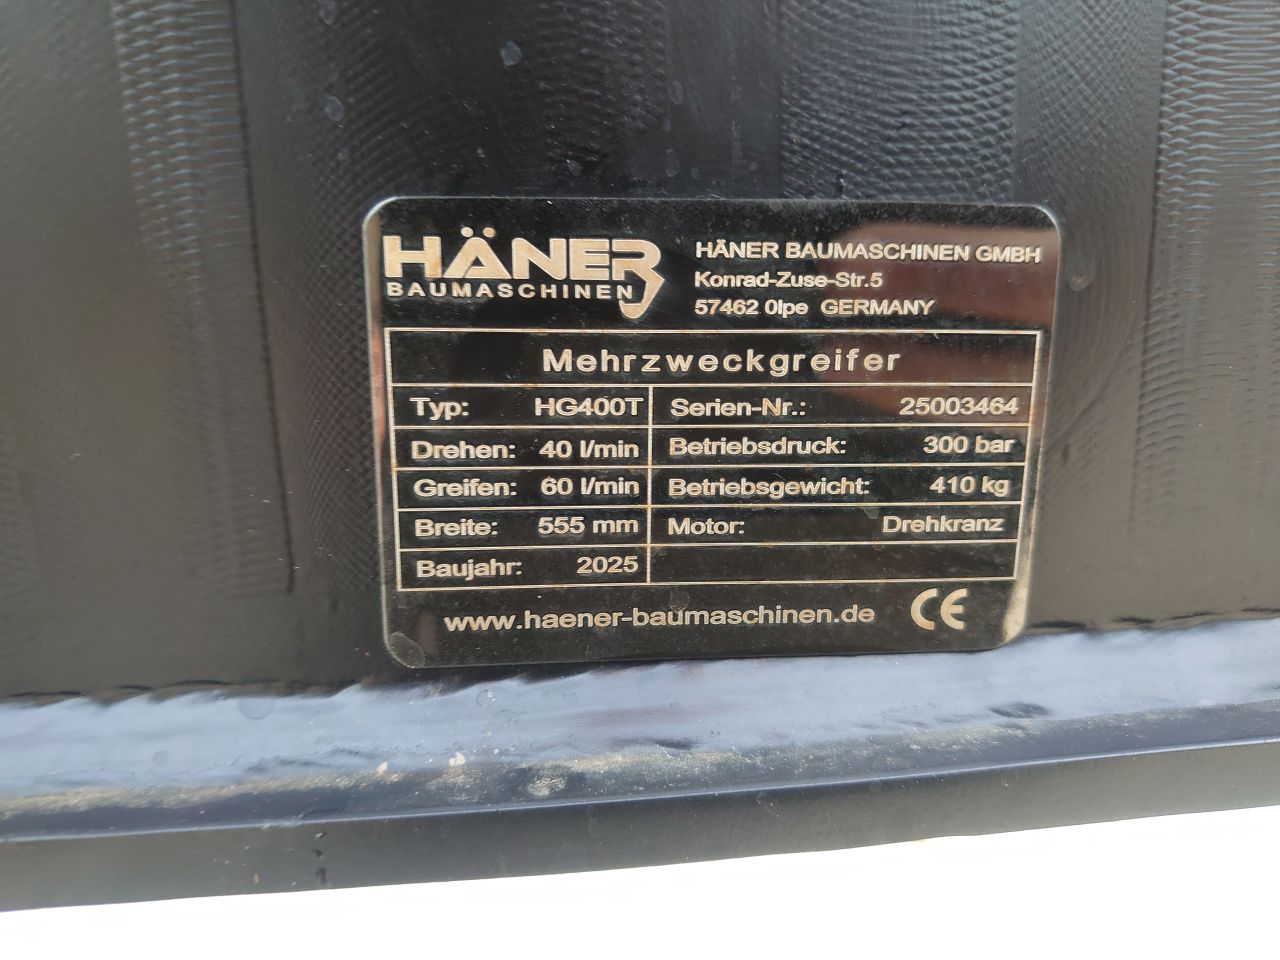 HÄNER
BAUMASCHINEN
HÄNER BAUMASCHINEN GMBH
Konrad-Zuse-Str.5
57462 Olpe GERMANY
Mehrzweckgreifer
Typ: HG400T Serien-Nr.: 25003464
Drehen: 40 l/min Betriebsdruck: 300 bar
Greifen: 60 l/min Betriebsgewicht: 410 kg
Breite: 555 mm Motor: Drehkranz
Baujahr: 2025
www.haener-baumaschinen.de CE